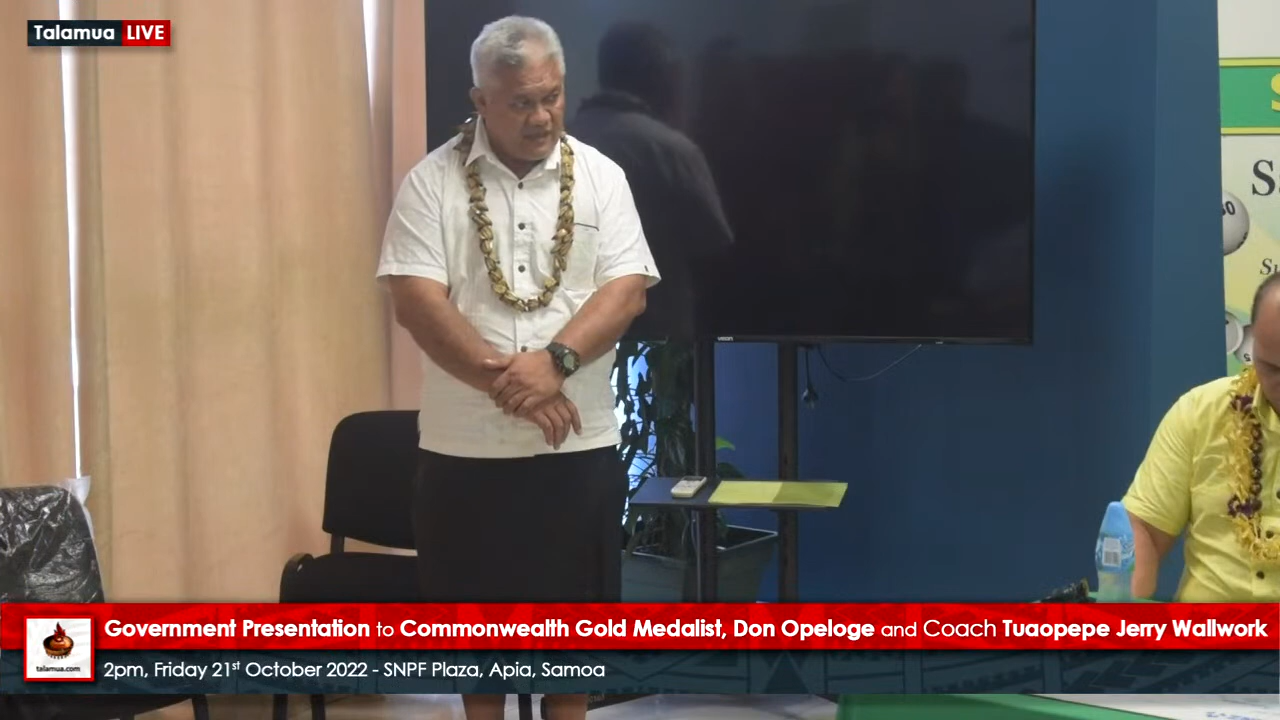 Talamua LIVE
Government Presentation to Commonwealth Gold Medalist, Don Opeloge and Coach Tuaopepe Jerry Wallwork
talamua.com
2pm, Friday 21st October 2022 - SNPF Plaza, Apia, Samoa